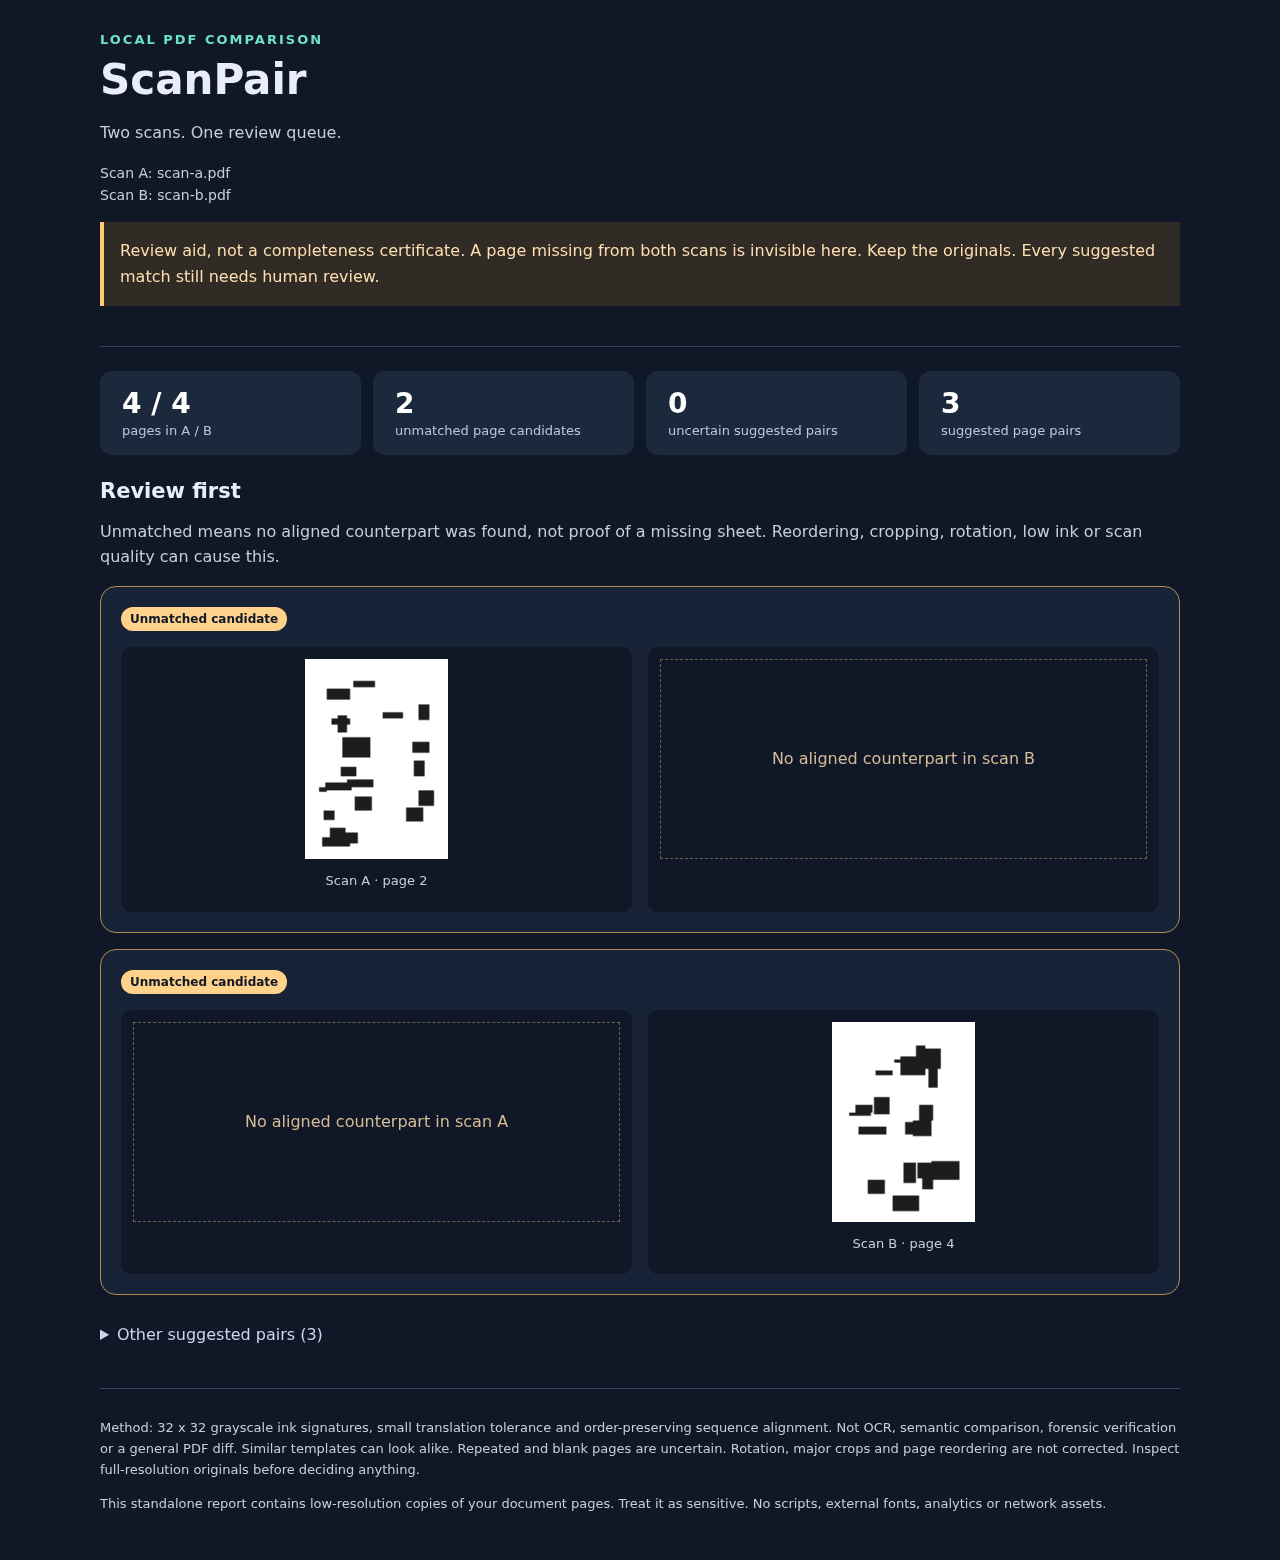 LOCAL PDF COMPARISON
ScanPair
Two scans. One review queue.
Scan A: scan-a.pdf
Scan B: scan-b.pdf
Review aid, not a completeness certificate. A page missing from both scans is invisible here. Keep the originals. Every suggested
match still needs human review.
4 / 4
pages in A / B
2
unmatched page candidates
0
uncertain suggested pairs
3
suggested page pairs
Review first
Unmatched means no aligned counterpart was found, not proof of a missing sheet. Reordering, cropping, rotation, low ink or scan
quality can cause this.
Unmatched candidate
Scan A · page 2
No aligned counterpart in scan B
Unmatched candidate
No aligned counterpart in scan A
Scan B · page 4
Other suggested pairs (3)
Method: 32 x 32 grayscale ink signatures, small translation tolerance and order-preserving sequence alignment. Not OCR, semantic comparison, forensic verification
or a general PDF diff. Similar templates can look alike. Repeated and blank pages are uncertain. Rotation, major crops and page reordering are not corrected. Inspect
full-resolution originals before deciding anything.
This standalone report contains low-resolution copies of your document pages. Treat it as sensitive. No scripts, external fonts, analytics or network assets.